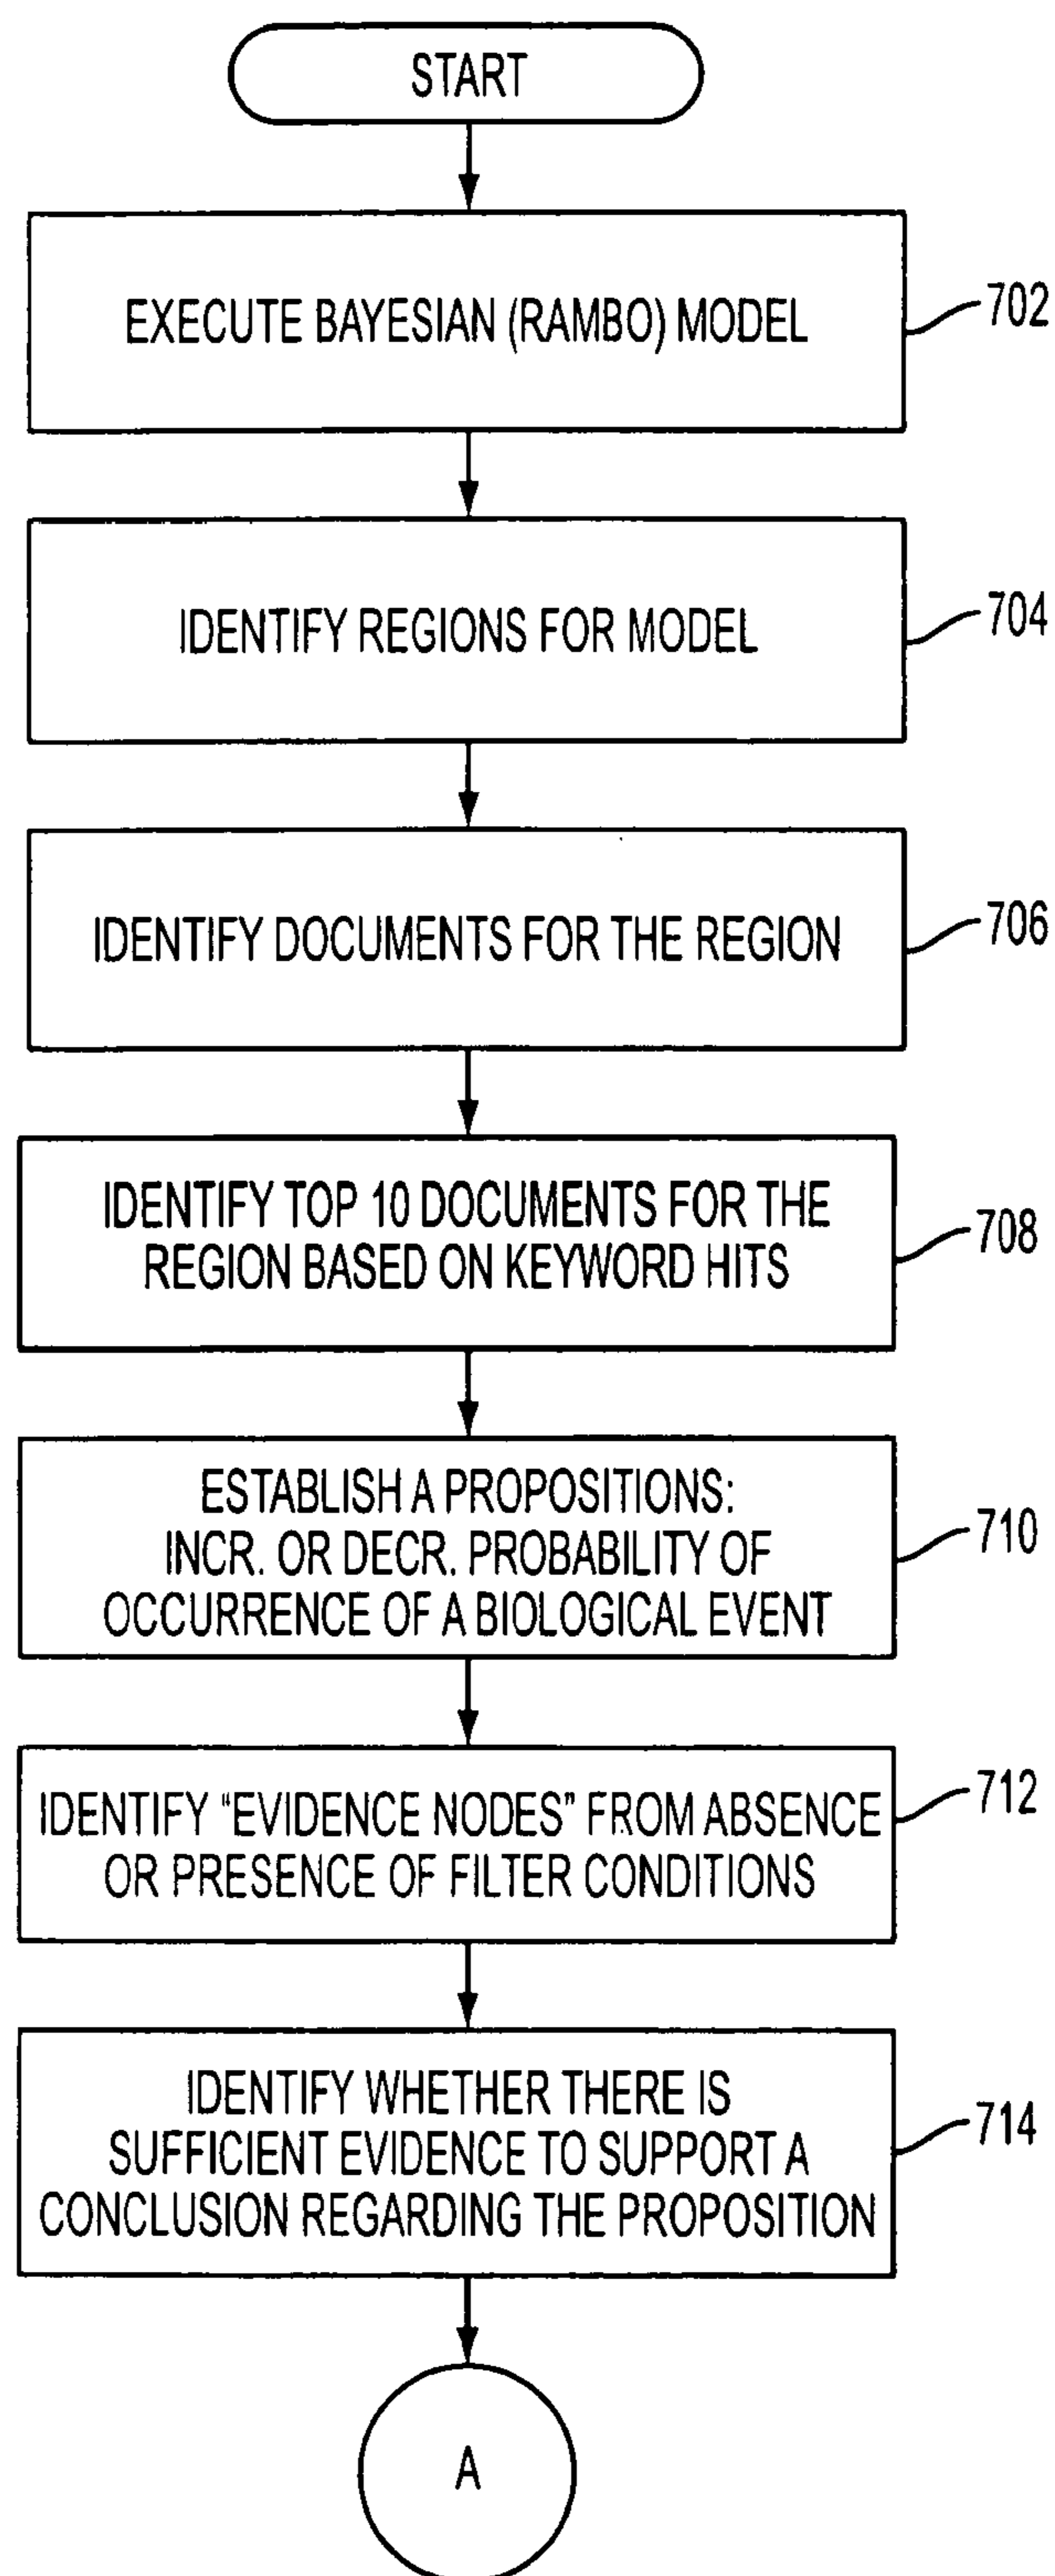 START
EXECUTE BAYESIAN (RAMBO) MODEL
702
IDENTIFY REGIONS FOR MODEL
704
IDENTIFY DOCUMENTS FOR THE REGION
706
IDENTIFY TOP 10 DOCUMENTS FOR THE
REGION BASED ON KEYWORD HITS
708
ESTABLISH A PROPOSITIONS:
INCR. OR DECR. PROBABILITY OF
OCCURRENCE OF A BIOLOGICAL EVENT
710
IDENTIFY "EVIDENCE NODES" FROM ABSENCE
OR PRESENCE OF FILTER CONDITIONS
712
IDENTIFY WHETHER THERE IS
SUFFICIENT EVIDENCE TO SUPPORT A
CONCLUSION REGARDING THE PROPOSITION
714
A